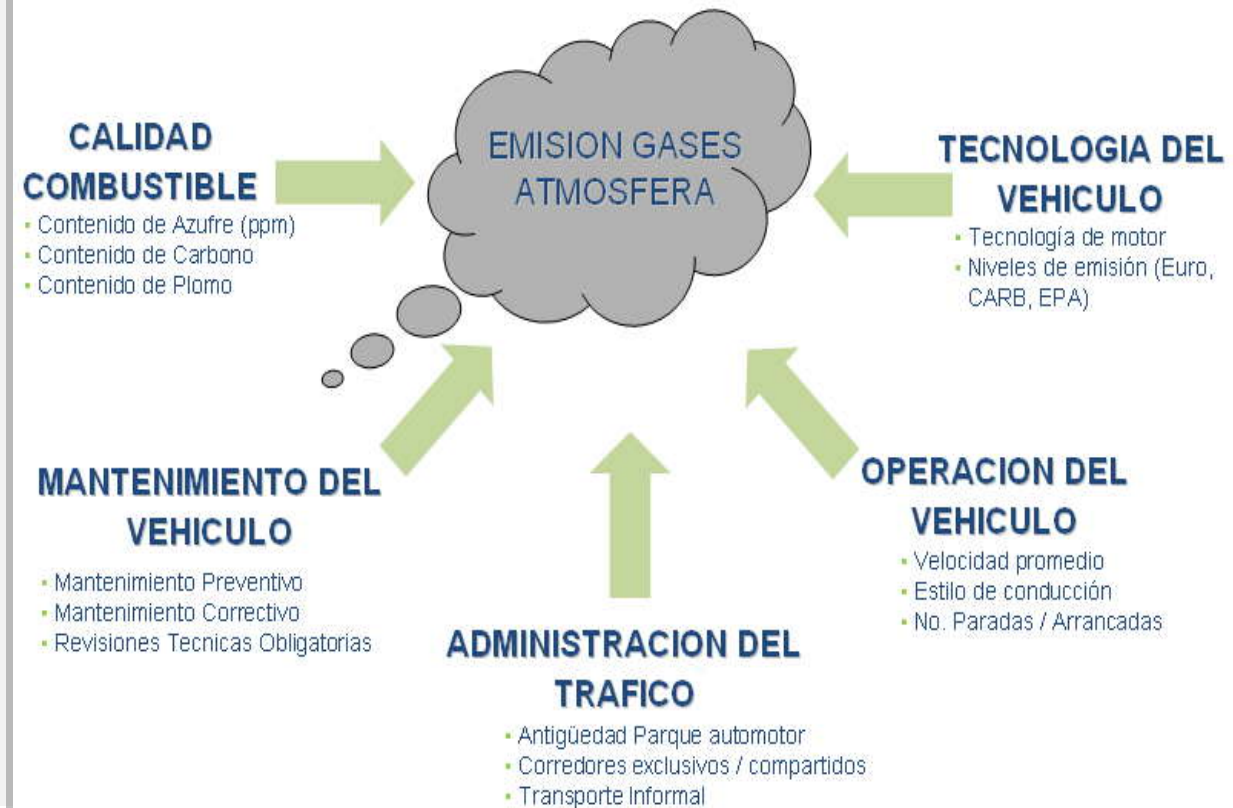 EMISION GASES
ATMOSFERA
CALIDAD
COMBUSTIBLE
▪ Contenido de Azufre (ppm)
▪ Contenido de Carbono
▪ Contenido de Plomo
TECNOLOGIA DEL
VEHICULO
▪ Tecnología de motor
▪ Niveles de emisión (Euro,
CARB, EPA)
MANTENIMIENTO DEL
VEHICULO
▪ Mantenimiento Preventivo
▪ Mantenimiento Correctivo
▪ Revisiones Tecnicas Obligatorias
OPERACION DEL
VEHICULO
▪ Velocidad promedio
▪ Estilo de conducción
▪ No. Paradas / Arrancadas
ADMINISTRACION DEL
TRAFICO
▪ Antigüedad Parque automotor
▪ Corredores exclusivos / compartidos
▪ Transporte Informal